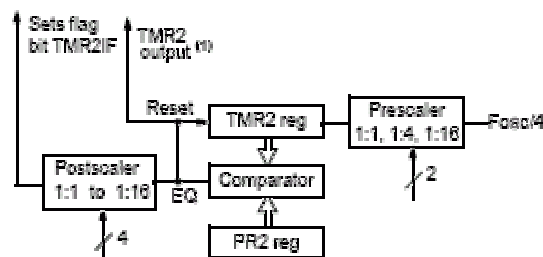 Sets flag
bit TMR2IF
TMR2
output (1)
Reset
TMR2 reg
Prescaler
1:1, 1:4, 1:16
Fosc/4
Postscaler
1:1 to 1:16
EQ
Comparator
2
4
PR2 reg